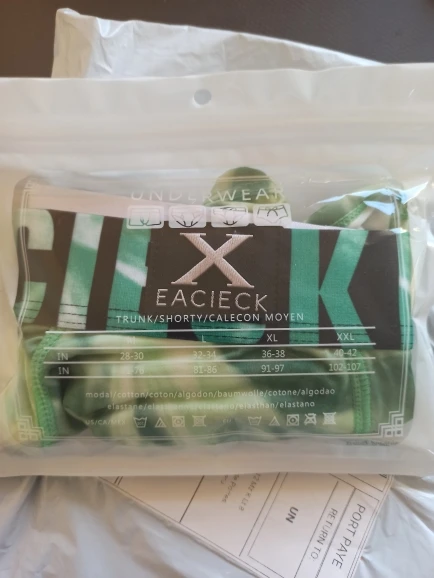 UNDERWEAR
X
EACIECK
TRUNK/SHORTY/CALECON MOYEN
L XL XXL
IN 28-30 32-34 36-38 40-42
IN 81-86 91-97 102-107
modal/cotton/coton/algodon/baumwolle/cotone/algodao
CK
UN
RETURN TO
PORT PAYE